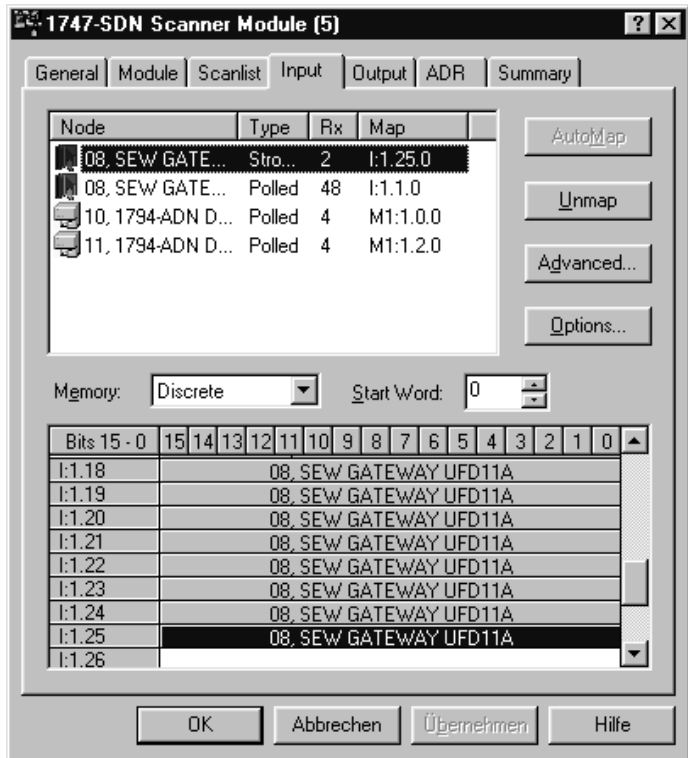 1747-SDN Scanner Module (5)
General Module Scanlist Input Output ADR Summary
Node Type Rx Map
08, SEW GATE... Stro... 2 I:1.25.0
08, SEW GATE... Polled 48 I:1.1.0
10, 1794-ADN D... Polled 4 M1:1.0.0
11, 1794-ADN D... Polled 4 M1:1.2.0
AutoMap
Unmap
Advanced...
Options...
Memory: Discrete Start Word: 0
Bits 15 - 0 15 14 13 12 11 10 9 8 7 6 5 4 3 2 1 0
I:1.18 08, SEW GATEWAY UFD11A
I:1.19 08, SEW GATEWAY UFD11A
I:1.20 08, SEW GATEWAY UFD11A
I:1.21 08, SEW GATEWAY UFD11A
I:1.22 08, SEW GATEWAY UFD11A
I:1.23 08, SEW GATEWAY UFD11A
I:1.24 08, SEW GATEWAY UFD11A
I:1.25 08, SEW GATEWAY UFD11A
I:1.26
OK Abbrechen Übernehmen Hilfe